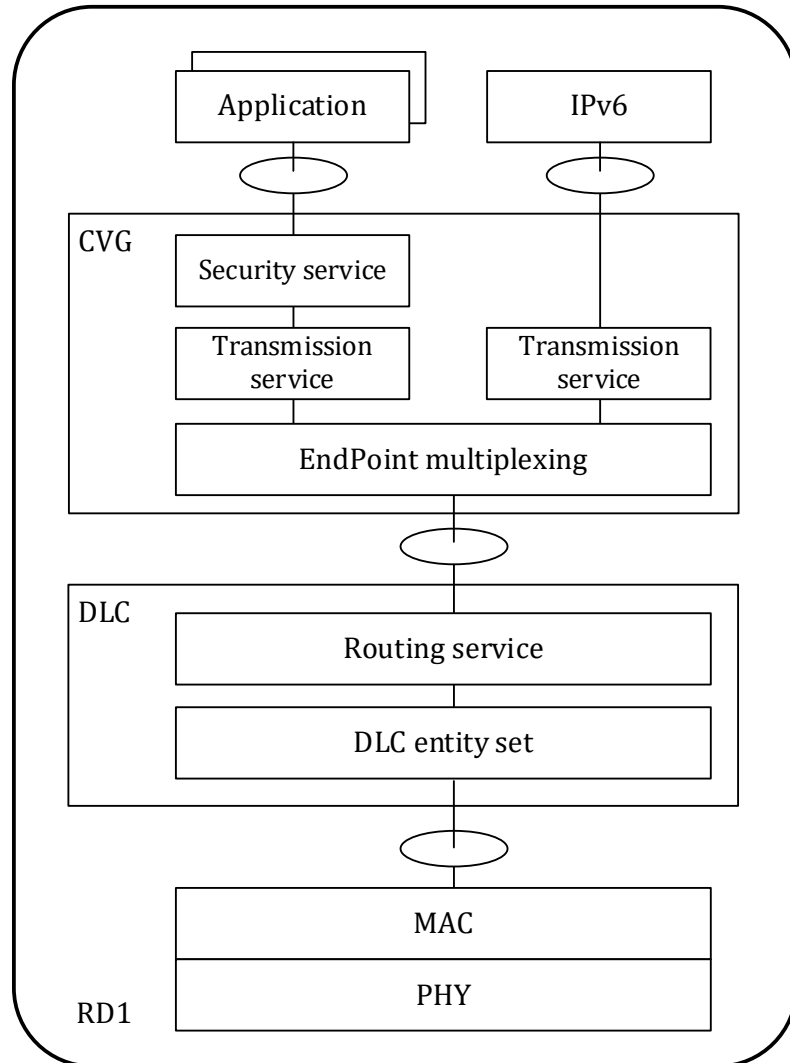 Application
IPv6
CVG
Security service
Transmission
service
Transmission
service
EndPoint multiplexing
DLC
Routing service
DLC entity set
MAC
PHY
RD1